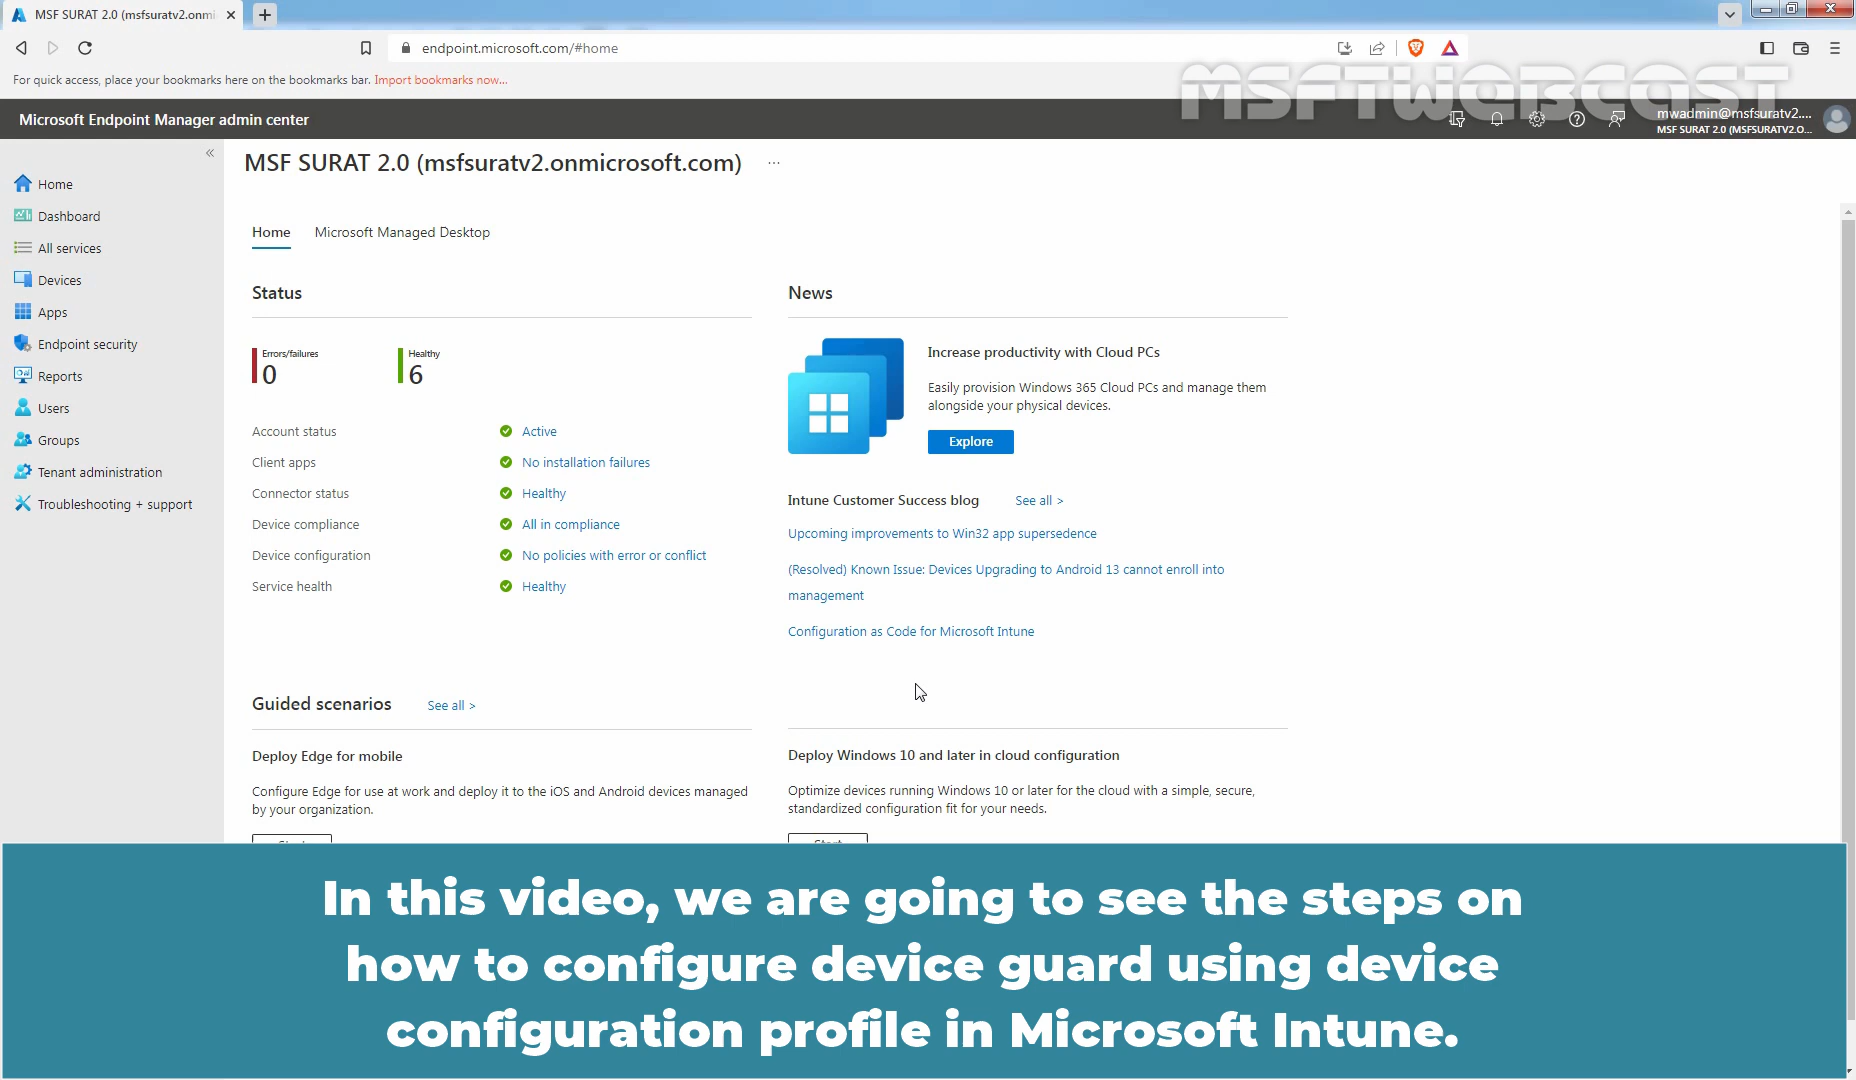 MSF SURAT 2.0 (msfsuratv2.onmi
endpoint.microsoft.com/#home
For quick access, place your bookmarks here on the bookmarks bar. Import bookmarks now...
MSFTWEBCAST
Microsoft Endpoint Manager admin center
mwadmin@msfsuratv2....
MSF SURAT 2.0 (MSFSURATV2.O...
«
MSF SURAT 2.0 (msfsuratv2.onmicrosoft.com) ...
Home
Dashboard
All services
Devices
Apps
Endpoint security
Reports
Users
Groups
Tenant administration
Troubleshooting + support
Home Microsoft Managed Desktop
Status
Errors/failures
0
Healthy
6
Account status Active
Client apps No installation failures
Connector status Healthy
Device compliance All in compliance
Device configuration No policies with error or conflict
Service health Healthy
News
Increase productivity with Cloud PCs
Easily provision Windows 365 Cloud PCs and manage them
alongside your physical devices.
Explore
Intune Customer Success blog See all >
Upcoming improvements to Win32 app supersedence
(Resolved) Known Issue: Devices Upgrading to Android 13 cannot enroll into
management
Configuration as Code for Microsoft Intune
Guided scenarios See all >
Deploy Edge for mobile
Configure Edge for use at work and deploy it to the iOS and Android devices managed
by your organization.
Deploy Windows 10 and later in cloud configuration
Optimize devices running Windows 10 or later for the cloud with a simple, secure,
standardized configuration fit for your needs.
In this video, we are going to see the steps on
how to configure device guard using device
configuration profile in Microsoft Intune.